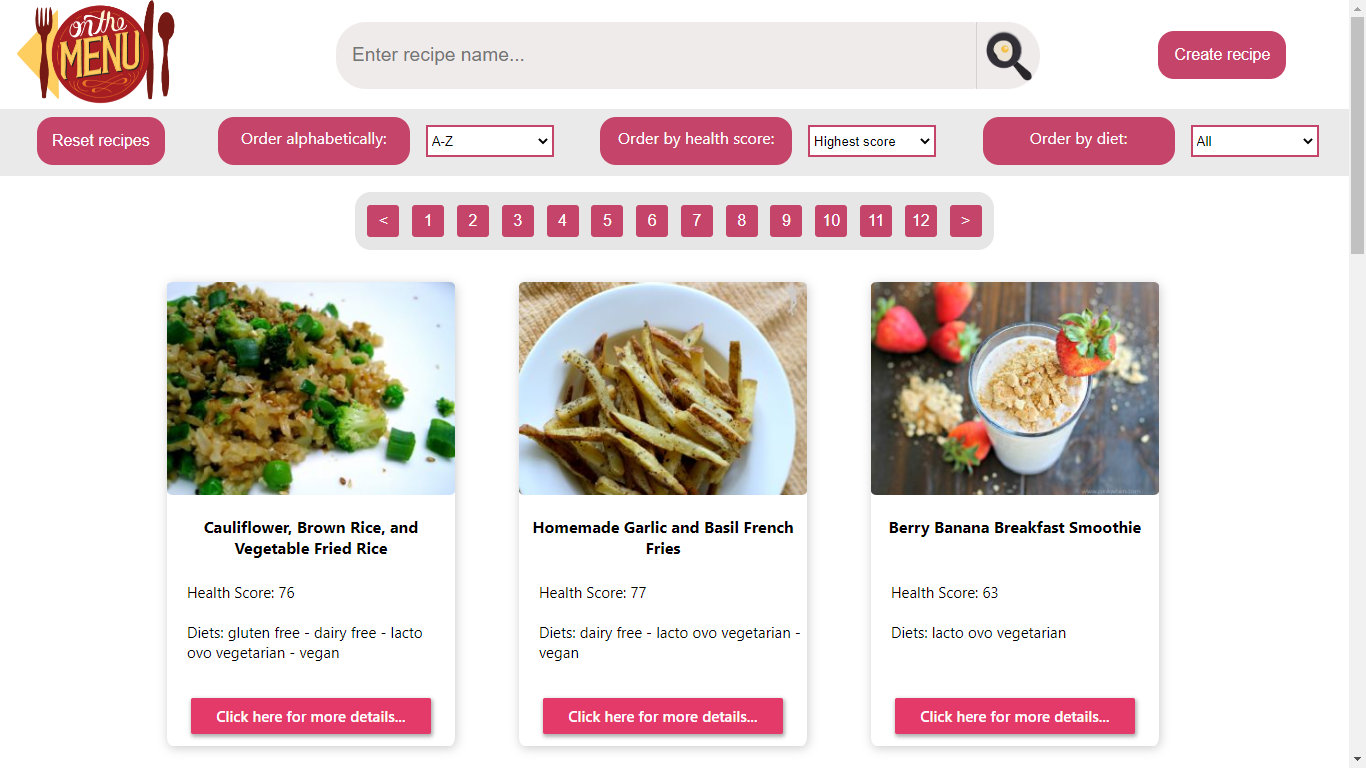 on the
MENU
Enter recipe name...
Create recipe
Reset recipes
Order alphabetically:
A-Z
Order by health score:
Highest score
Order by diet:
All
< 1 2 3 4 5 6 7 8 9 10 11 12 >
Cauliflower, Brown Rice, and
Vegetable Fried Rice
Health Score: 76
Diets: gluten free - dairy free - lacto
ovo vegetarian - vegan
Click here for more details...
Homemade Garlic and Basil French
Fries
Health Score: 77
Diets: dairy free - lacto ovo vegetarian -
vegan
Click here for more details...
Berry Banana Breakfast Smoothie
Health Score: 63
Diets: lacto ovo vegetarian
Click here for more details...